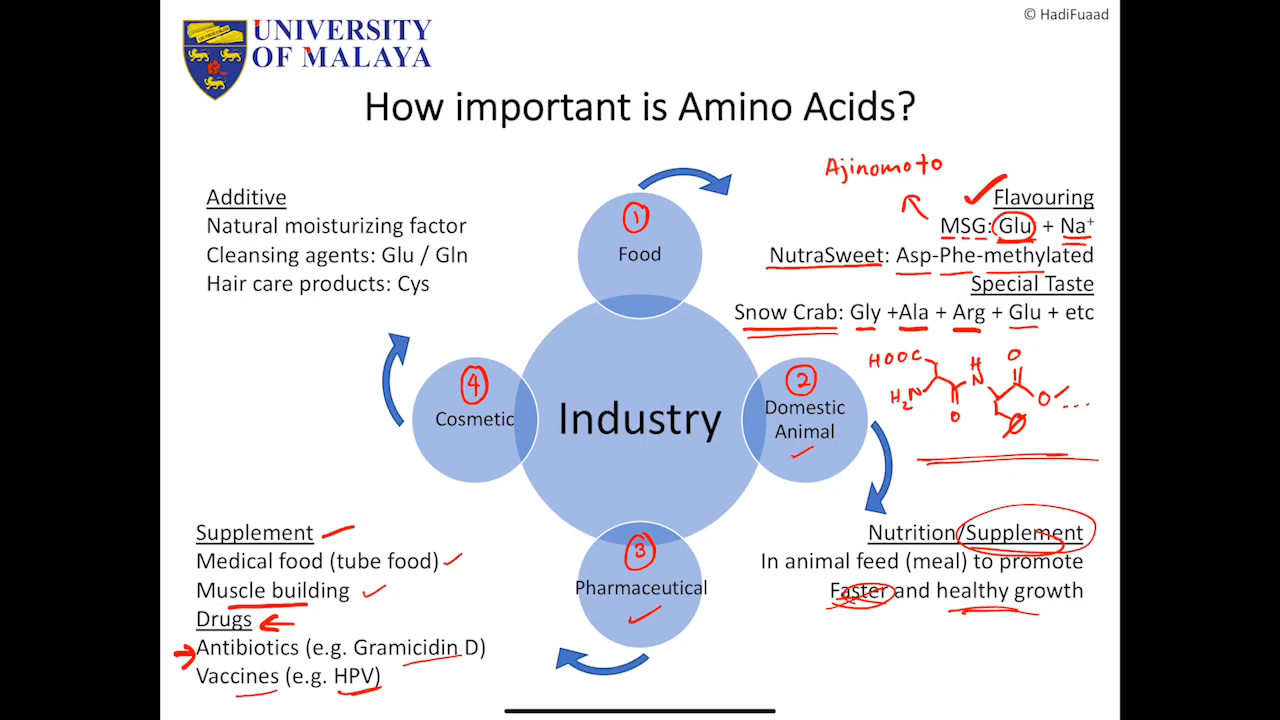 © HadiFuaad
UNIVERSITY
OF MALAYA
How important is Amino Acids?
Ajinomoto
Additive
Natural moisturizing factor
Cleansing agents: Glu / Gln
Hair care products: Cys
1
Food
Flavouring
MSG: Glu + Na+
NutraSweet: Asp-Phe-methylated
Special Taste
Snow Crab: Gly +Ala + Arg + Glu + etc
HOOC
H
N
O
H2N
O
O
...
4
Cosmetic
Industry
2
Domestic
Animal
Supplement
Medical food (tube food)
Muscle building
Drugs
Antibiotics (e.g. Gramicidin D)
Vaccines (e.g. HPV)
3
Pharmaceutical
Nutrition/Supplement
In animal feed (meal) to promote
Faster and healthy growth